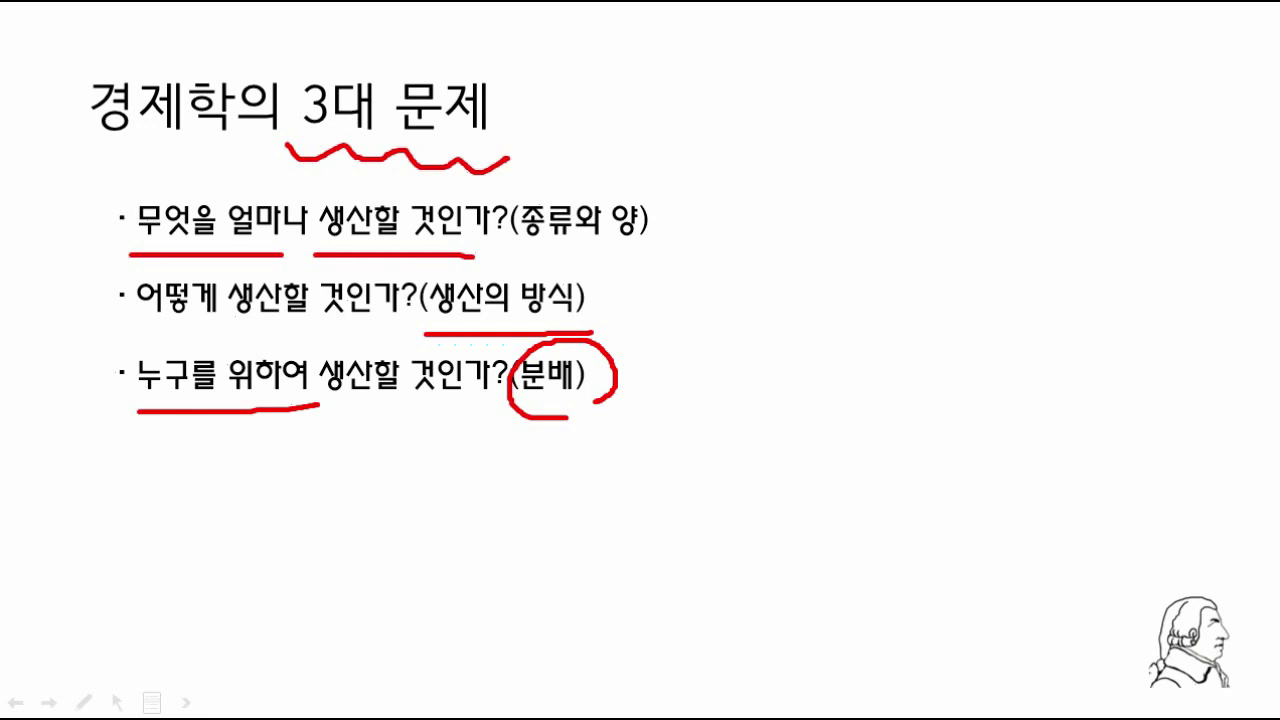 경제학의 3대 문제
· 무엇을 얼마나 생산할 것인가?(종류와 양)
· 어떻게 생산할 것인가?(생산의 방식)
· 누구를 위하여 생산할 것인가?(분배)